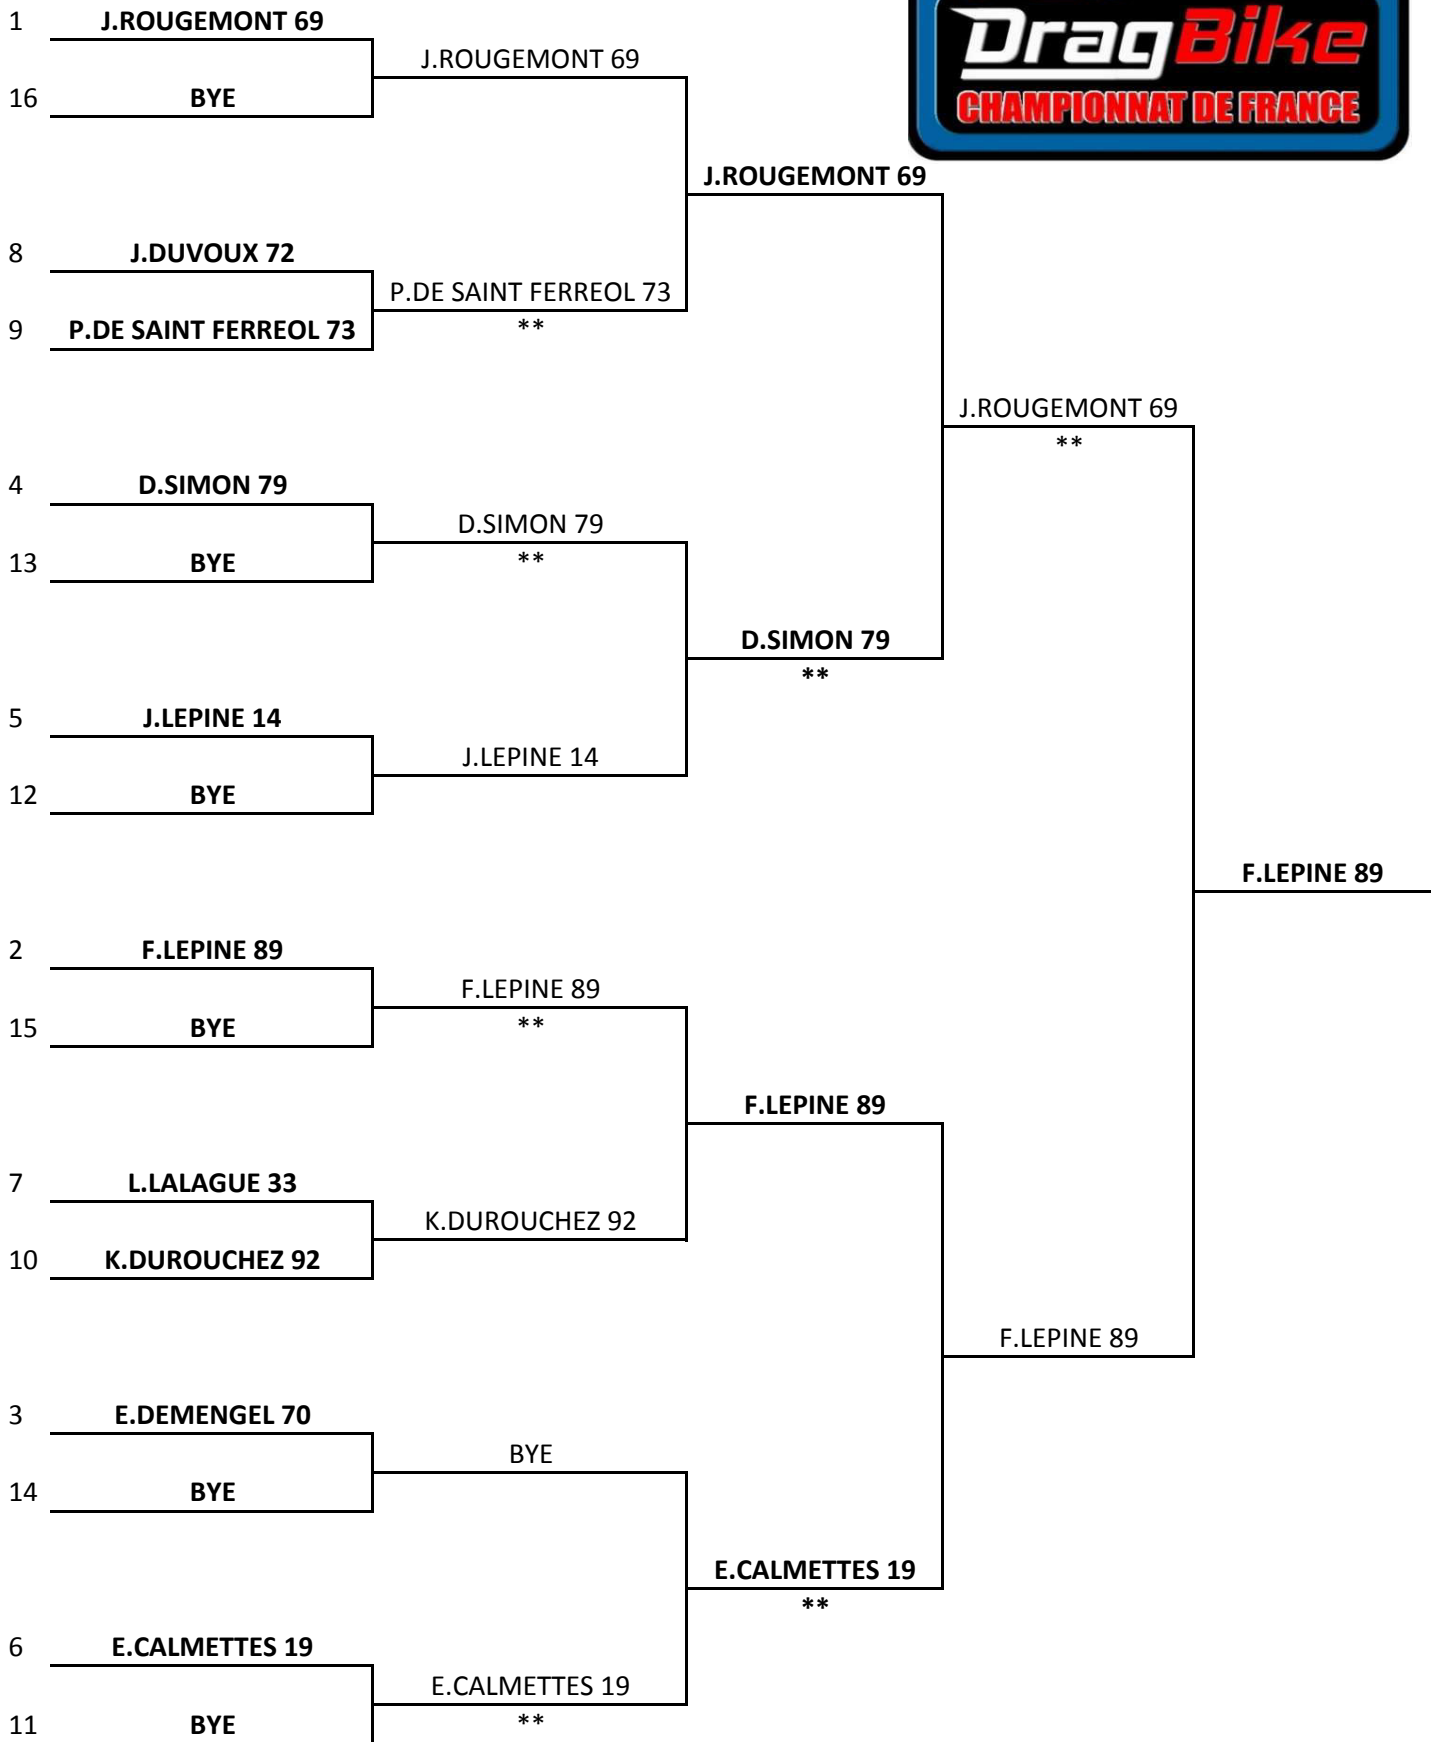 DragBike
CHAMPIONNAT DE FRANCE
1 J.ROUGEMONT 69
J.ROUGEMONT 69
16 BYE
J.ROUGEMONT 69
8 J.DUVOUX 72
P.DE SAINT FERREOL 73
**
9 P.DE SAINT FERREOL 73
J.ROUGEMONT 69
**
4 D.SIMON 79
D.SIMON 79
**
13 BYE
D.SIMON 79
**
5 J.LEPINE 14
J.LEPINE 14
12 BYE
F.LEPINE 89
2 F.LEPINE 89
F.LEPINE 89
**
15 BYE
F.LEPINE 89
7 L.LALAGUE 33
K.DUROUCHEZ 92
10 K.DUROUCHEZ 92
F.LEPINE 89
3 E.DEMENGEL 70
BYE
14 BYE
E.CALMETTES 19
**
6 E.CALMETTES 19
E.CALMETTES 19
**
11 BYE